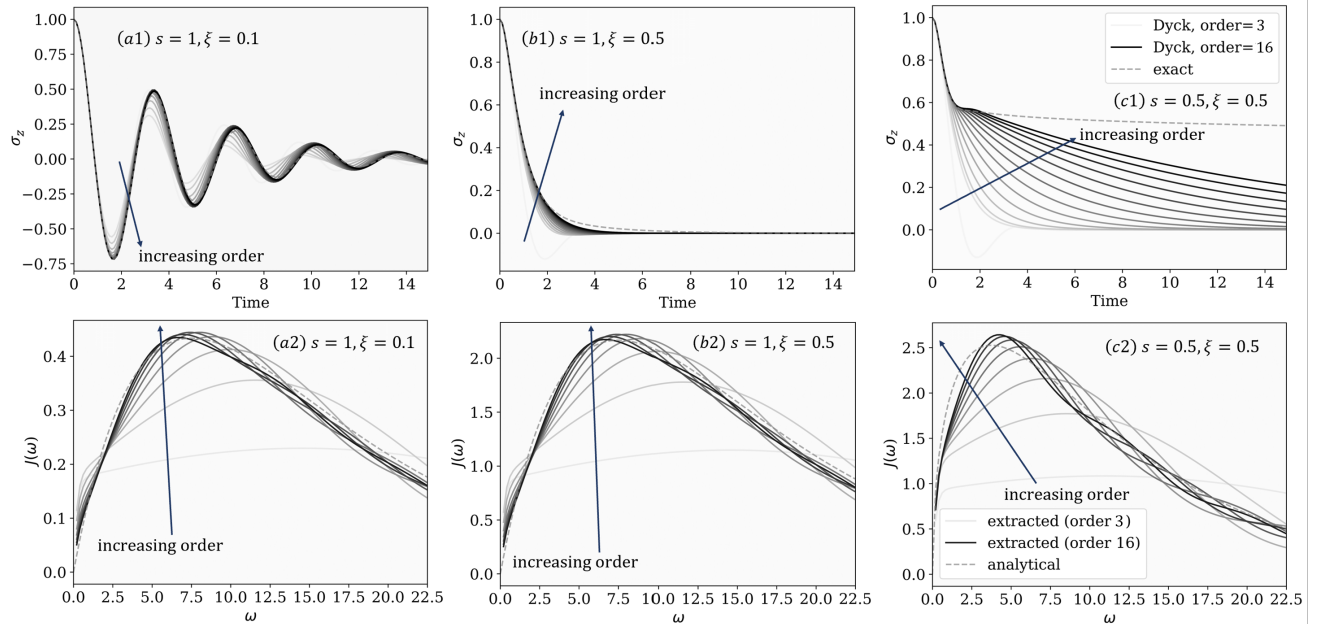 1.00
0.75
0.50
0.25
0.00
−0.25
−0.50
−0.75
σz
(a1) s = 1, ξ = 0.1
increasing order
0 2 4 6 8 10 12 14
Time
1.0
0.8
0.6
0.4
0.2
0.0
σz
(b1) s = 1, ξ = 0.5
increasing order
0 2 4 6 8 10 12 14
Time
1.0
0.8
0.6
0.4
0.2
0.0
σz
Dyck, order= 3
Dyck, order= 16
exact
(c1) s = 0.5, ξ = 0.5
increasing order
0 2 4 6 8 10 12 14
Time
0.4
0.3
0.2
0.1
0.0
J(ω)
(a2) s = 1, ξ = 0.1
increasing order
0.0 2.5 5.0 7.5 10.0 12.5 15.0 17.5 20.0 22.5
ω
2.0
1.5
1.0
0.5
0.0
J(ω)
(b2) s = 1, ξ = 0.5
increasing order
0.0 2.5 5.0 7.5 10.0 12.5 15.0 17.5 20.0 22.5
ω
2.5
2.0
1.5
1.0
0.5
0.0
J(ω)
(c2) s = 0.5, ξ = 0.5
increasing order
extracted (order 3)
extracted (order 16)
analytical
0.0 2.5 5.0 7.5 10.0 12.5 15.0 17.5 20.0 22.5
ω